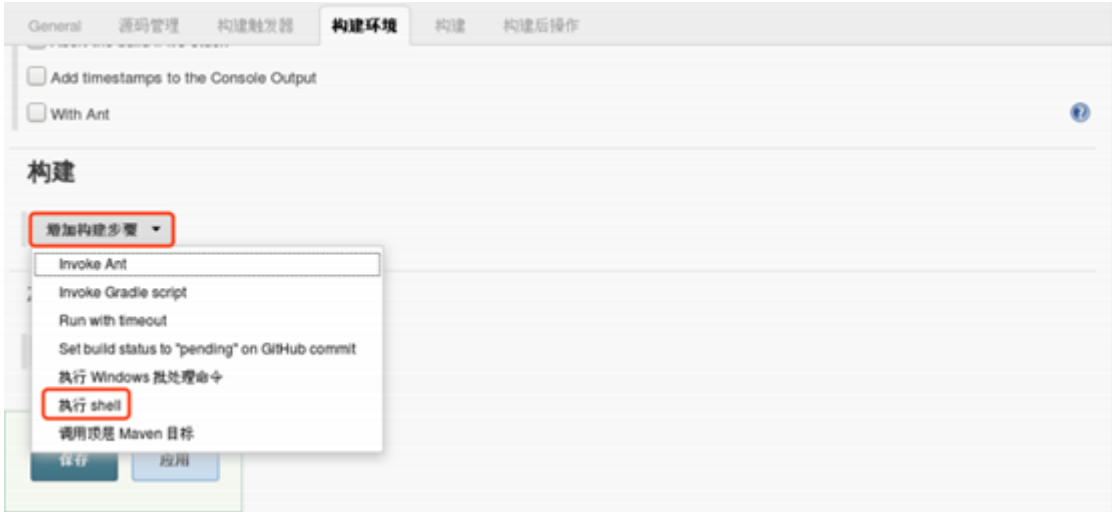 General 源码管理 构建触发器 构建环境 构建 构建后操作
Add timestamps to the Console Output
With Ant
构建
增加构建步骤
Invoke Ant
Invoke Gradle script
Run with timeout
Set build status to "pending" on GitHub commit
执行 Windows 批处理命令
执行 shell
调用顶层 Maven 目标
保存 应用